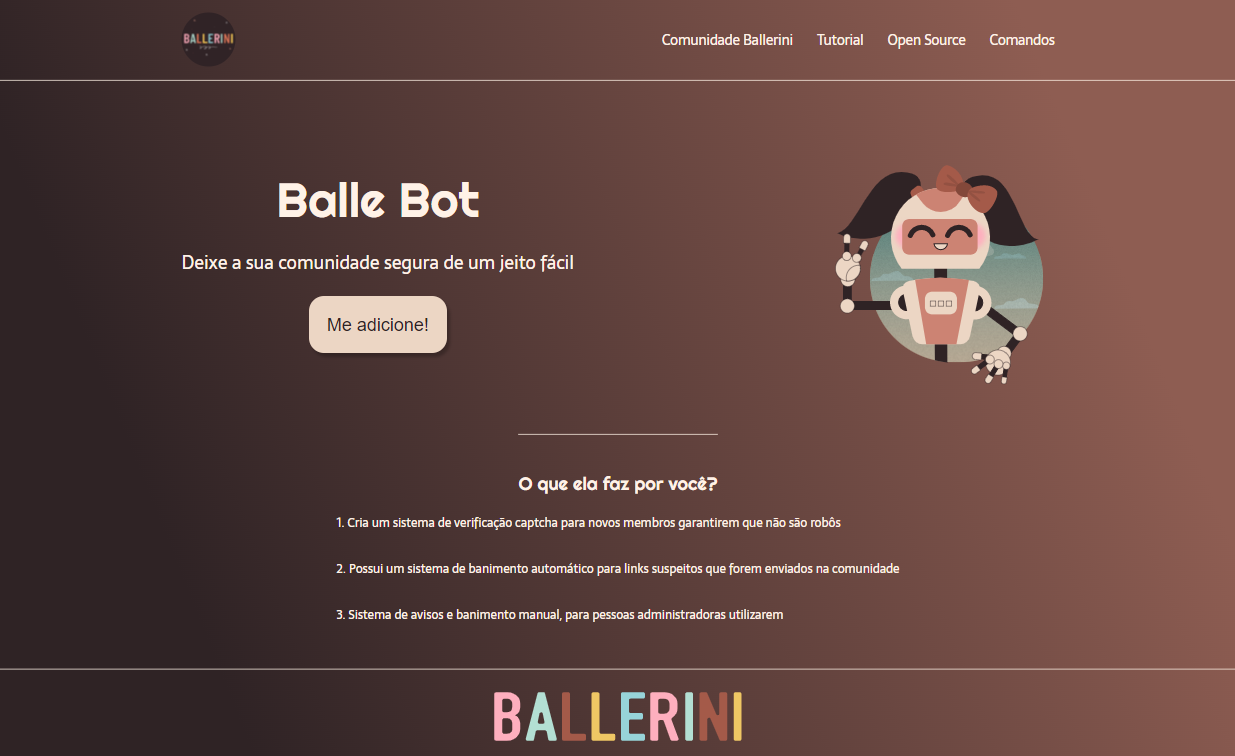 BALLERINI
Comunidade Ballerini
Tutorial
Open Source
Comandos
Balle Bot
Deixe a sua comunidade segura de um jeito fácil
Me adicione!
O que ela faz por você?
1. Cria um sistema de verificação captcha para novos membros garantirem que não são robôs
2. Possui um sistema de banimento automático para links suspeitos que forem enviados na comunidade
3. Sistema de avisos e banimento manual, para pessoas administradoras utilizarem
BALLERINI